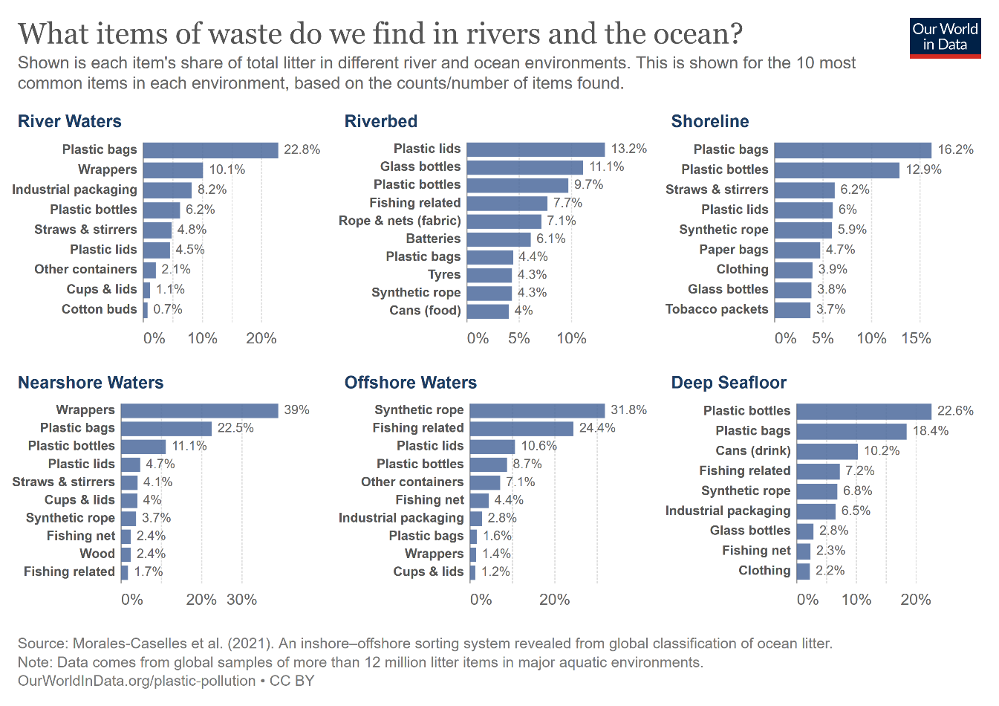 What items of waste do we find in rivers and the ocean?
Our World
in Data
Shown is each item's share of total litter in different river and ocean environments. This is shown for the 10 most
common items in each environment, based on the counts/number of items found.
River Waters
Plastic bags 22.8%
Wrappers 10.1%
Industrial packaging 8.2%
Plastic bottles 6.2%
Straws & stirrers 4.8%
Plastic lids 4.5%
Other containers 2.1%
Cups & lids 1.1%
Cotton buds 0.7%
0% 10% 20%
Riverbed
Plastic lids 13.2%
Glass bottles 11.1%
Plastic bottles 9.7%
Fishing related 7.7%
Rope & nets (fabric) 7.1%
Batteries 6.1%
Plastic bags 4.4%
Tyres 4.3%
Synthetic rope 4.3%
Cans (food) 4%
0% 5% 10%
Shoreline
Plastic bags 16.2%
Plastic bottles 12.9%
Straws & stirrers 6.2%
Plastic lids 6%
Synthetic rope 5.9%
Paper bags 4.7%
Clothing 3.9%
Glass bottles 3.8%
Tobacco packets 3.7%
0% 5% 10% 15%
Nearshore Waters
Wrappers 39%
Plastic bags 22.5%
Plastic bottles 11.1%
Plastic lids 4.7%
Straws & stirrers 4.1%
Cups & lids 4%
Synthetic rope 3.7%
Fishing net 2.4%
Wood 2.4%
Fishing related 1.7%
0% 20% 30%
Offshore Waters
Synthetic rope 31.8%
Fishing related 24.4%
Plastic lids 10.6%
Plastic bottles 8.7%
Other containers 7.1%
Fishing net 4.4%
Industrial packaging 2.8%
Plastic bags 1.6%
Wrappers 1.4%
Cups & lids 1.2%
0% 20%
Deep Seafloor
Plastic bottles 22.6%
Plastic bags 18.4%
Cans (drink) 10.2%
Fishing related 7.2%
Synthetic rope 6.8%
Industrial packaging 6.5%
Glass bottles 2.8%
Fishing net 2.3%
Clothing 2.2%
0% 10% 20%
Source: Morales-Caselles et al. (2021). An inshore–offshore sorting system revealed from global classification of ocean litter.
Note: Data comes from global samples of more than 12 million litter items in major aquatic environments.
OurWorldInData.org/plastic-pollution • CC BY